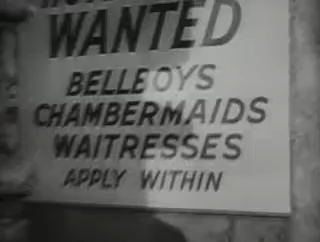 WANTED
BELLBOYS
CHAMBERMAIDS
WAITRESSES
APPLY WITHIN